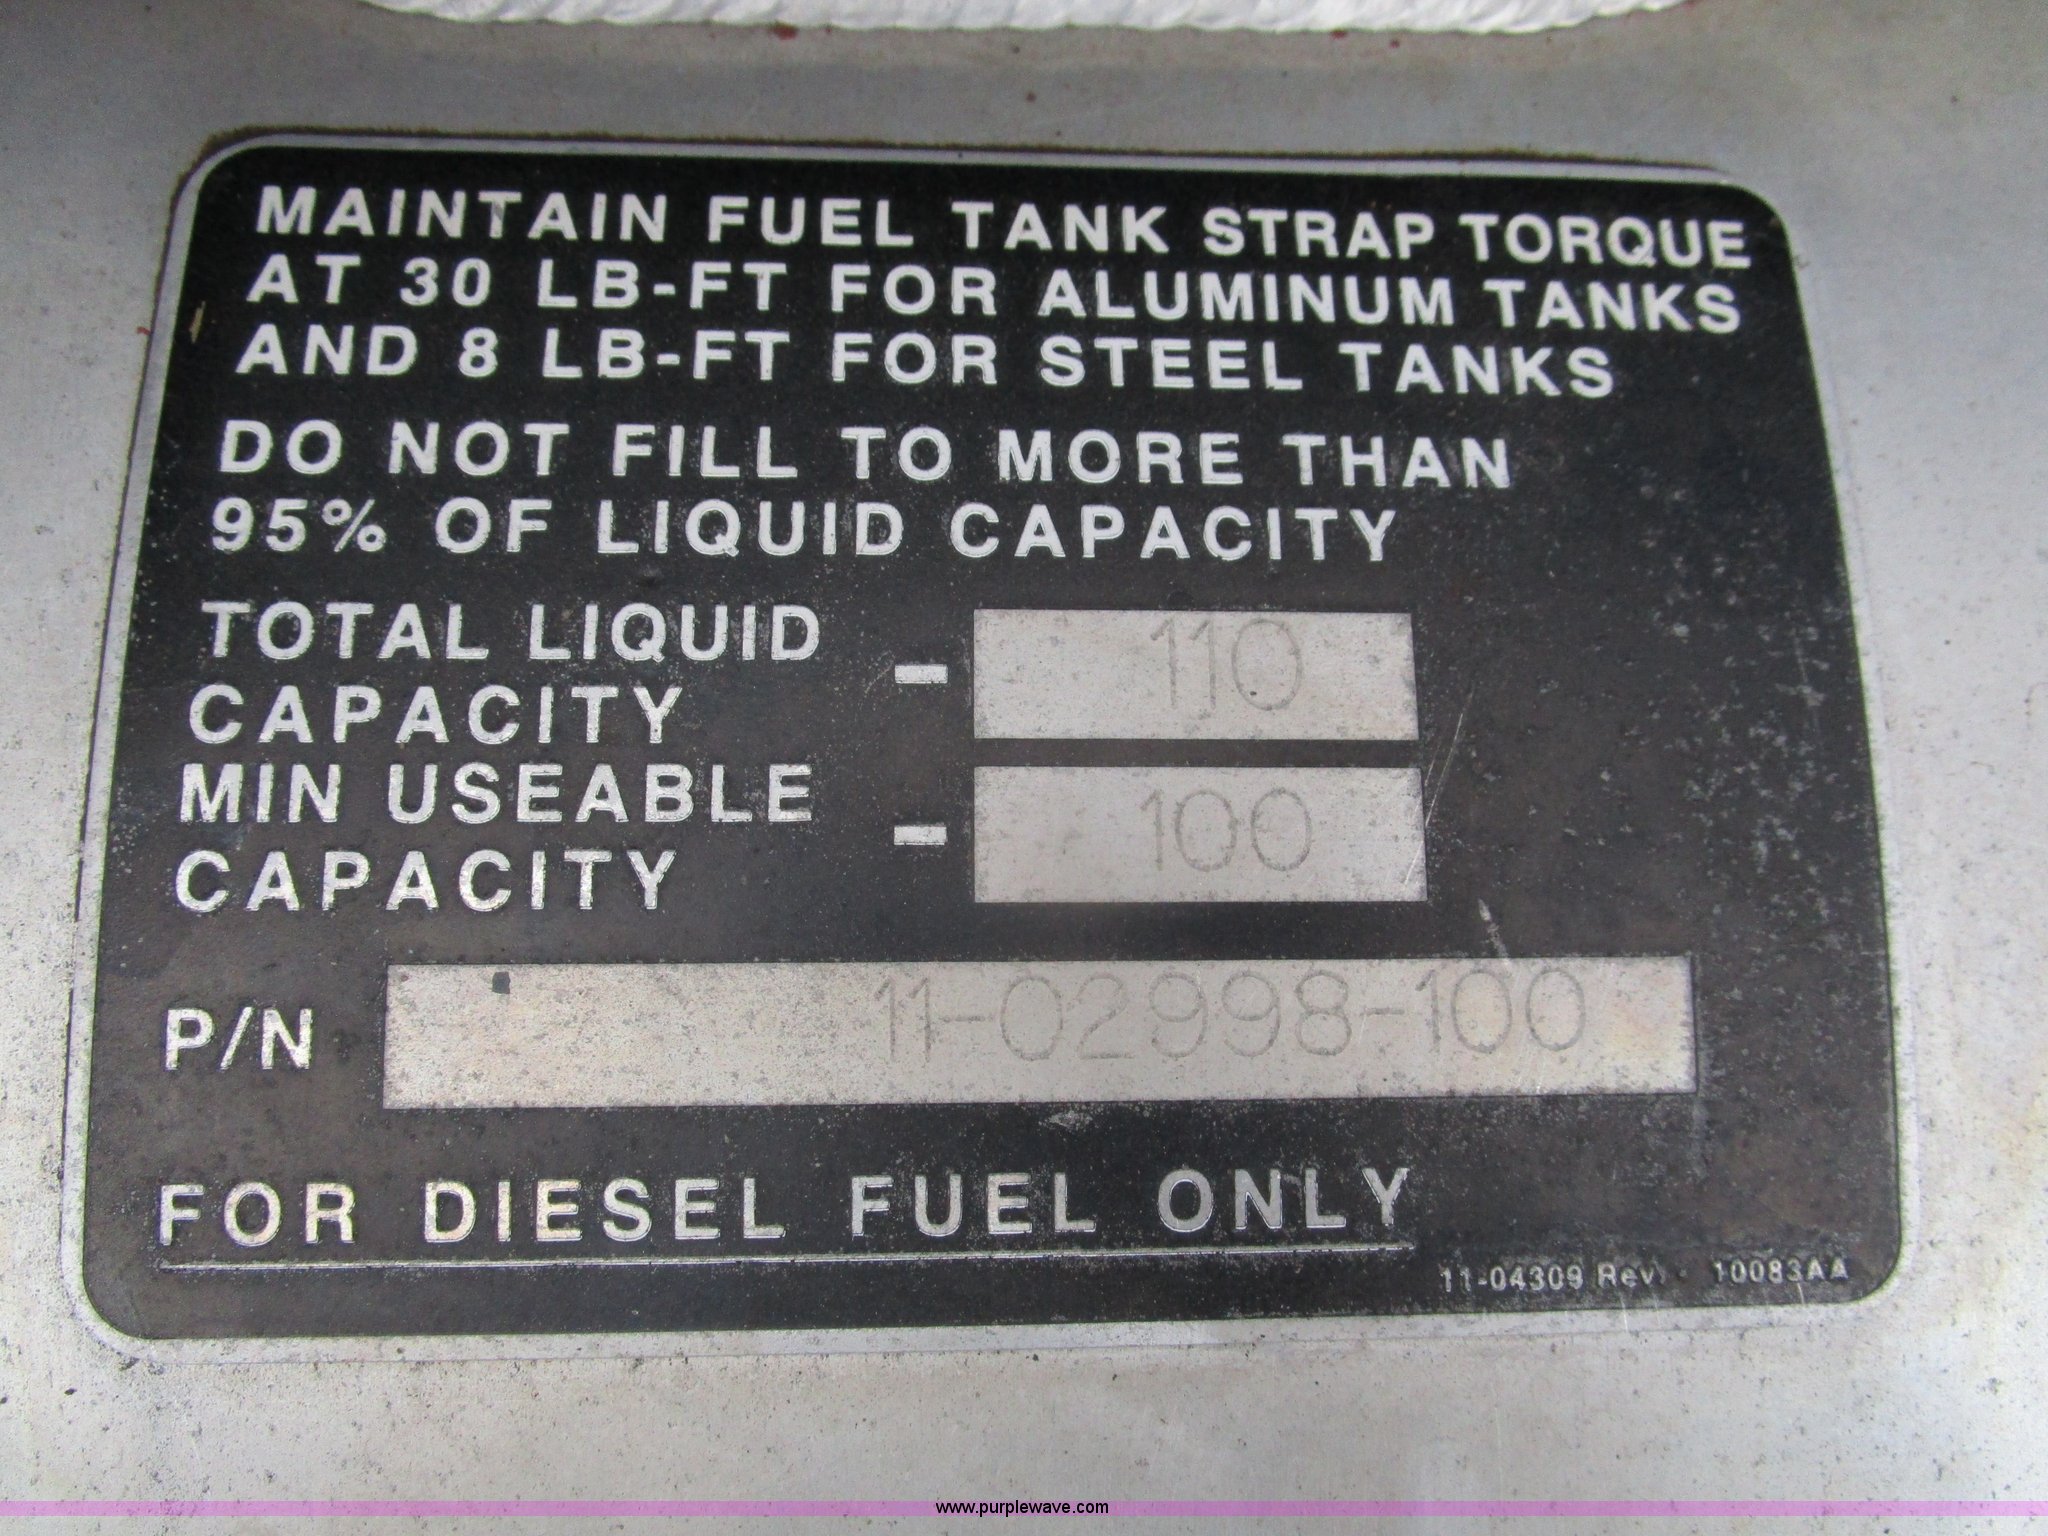 MAINTAIN FUEL TANK STRAP TORQUE
AT 30 LB-FT FOR ALUMINUM TANKS
AND 8 LB-FT FOR STEEL TANKS
DO NOT FILL TO MORE THAN
95% OF LIQUID CAPACITY
TOTAL LIQUID
CAPACITY - 110
MIN USEABLE
CAPACITY - 100
P/N 11-02998-100
FOR DIESEL FUEL ONLY
11-04309 Rev. 10083AA
www.purplewave.com